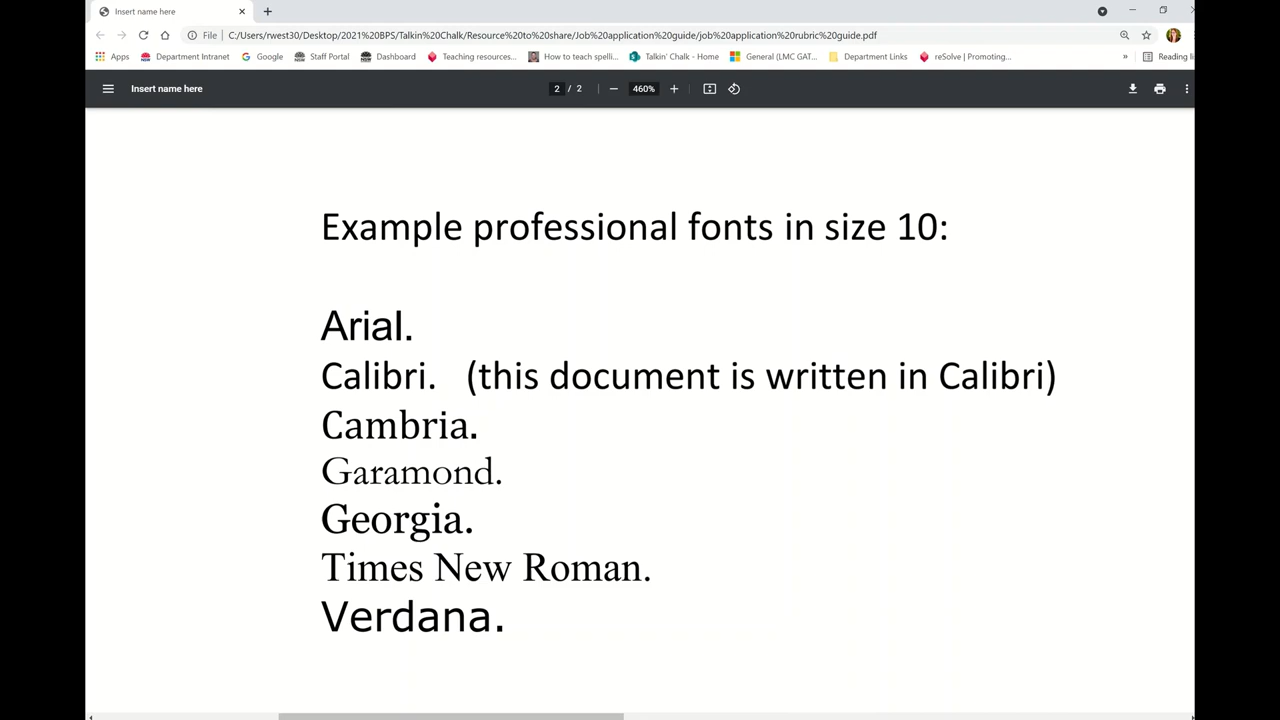 Insert name here
File C:/Users/rwest30/Desktop/2021%20BPS/Talkin%20Chalk/Resource%20to%20share/Job%20application%20guide/job%20application%20rubric%20guide.pdf
Apps Department Intranet Google Staff Portal Dashboard Teaching resources... How to teach spelli... Talkin' Chalk - Home General (LMC GAT... Department Links reSolve | Promoting... » Reading li
Insert name here 2 / 2 − 460% +
Example professional fonts in size 10:
Arial.
Calibri. (this document is written in Calibri)
Cambria.
Garamond.
Georgia.
Times New Roman.
Verdana.